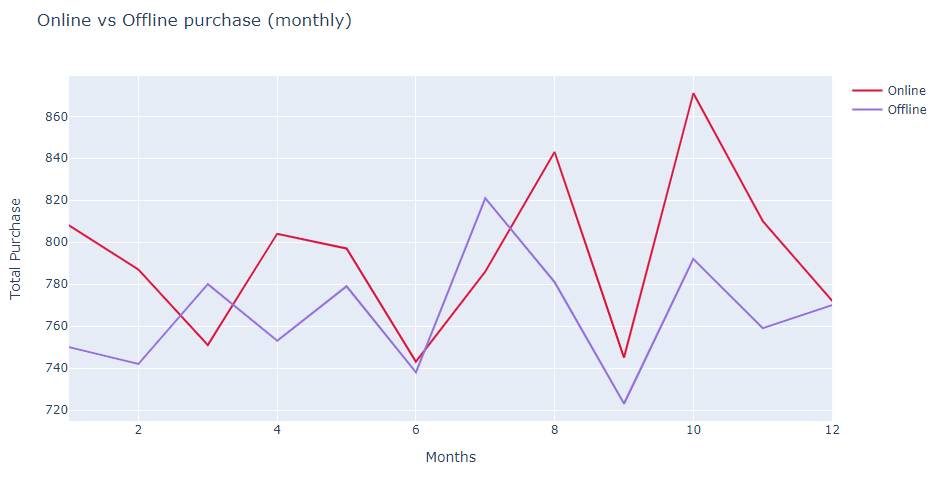 Online vs Offline purchase (monthly)
Online
Offline
860
840
820
800
780
760
740
720
Total Purchase
2
4
6
8
10
12
Months